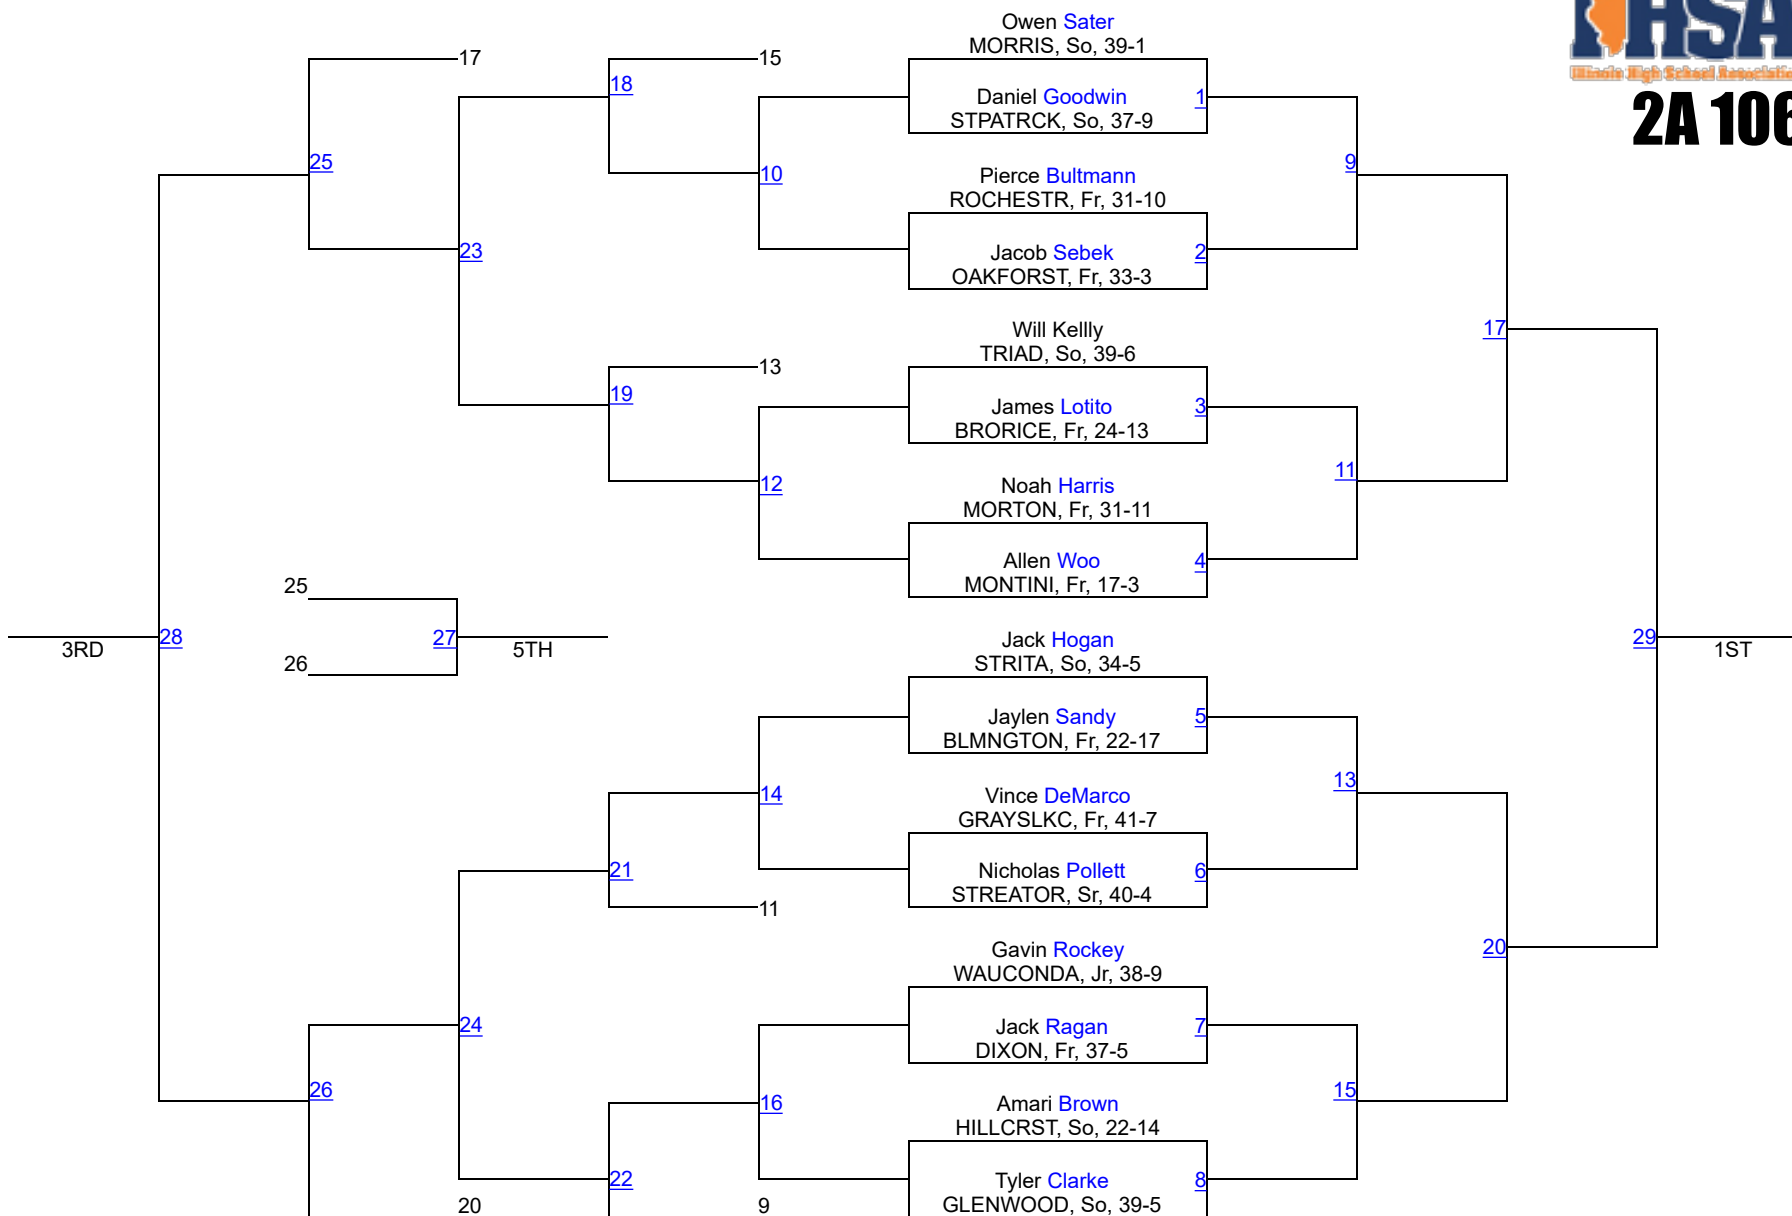 HSA
Illinois High School Association
2A 106
Owen Sater
MORRIS, So, 39-1
17
15
18
Daniel Goodwin
1
STPATRCK, So, 37-9
25
10
Pierce Bultmann
9
ROCHESTR, Fr, 31-10
23
Jacob Sebek
2
OAKFORST, Fr, 33-3
Will Kellly
17
TRIAD, So, 39-6
13
19
James Lotito
3
BRORICE, Fr, 24-13
12
Noah Harris
11
MORTON, Fr, 31-11
Allen Woo
4
MONTINI, Fr, 17-3
25
3RD
28
27
5TH
Jack Hogan
29
1ST
STRITA, So, 34-5
26
Jaylen Sandy
5
BLMNGTON, Fr, 22-17
14
Vince DeMarco
13
GRAYSLKC, Fr, 41-7
21
Nicholas Pollett
6
STREATOR, Sr, 40-4
11
Gavin Rockey
20
WAUCONDA, Jr, 38-9
24
Jack Ragan
7
DIXON, Fr, 37-5
26
16
Amari Brown
15
HILLCRST, So, 22-14
22
Tyler Clarke
8
20
9
GLENWOOD, So, 39-5